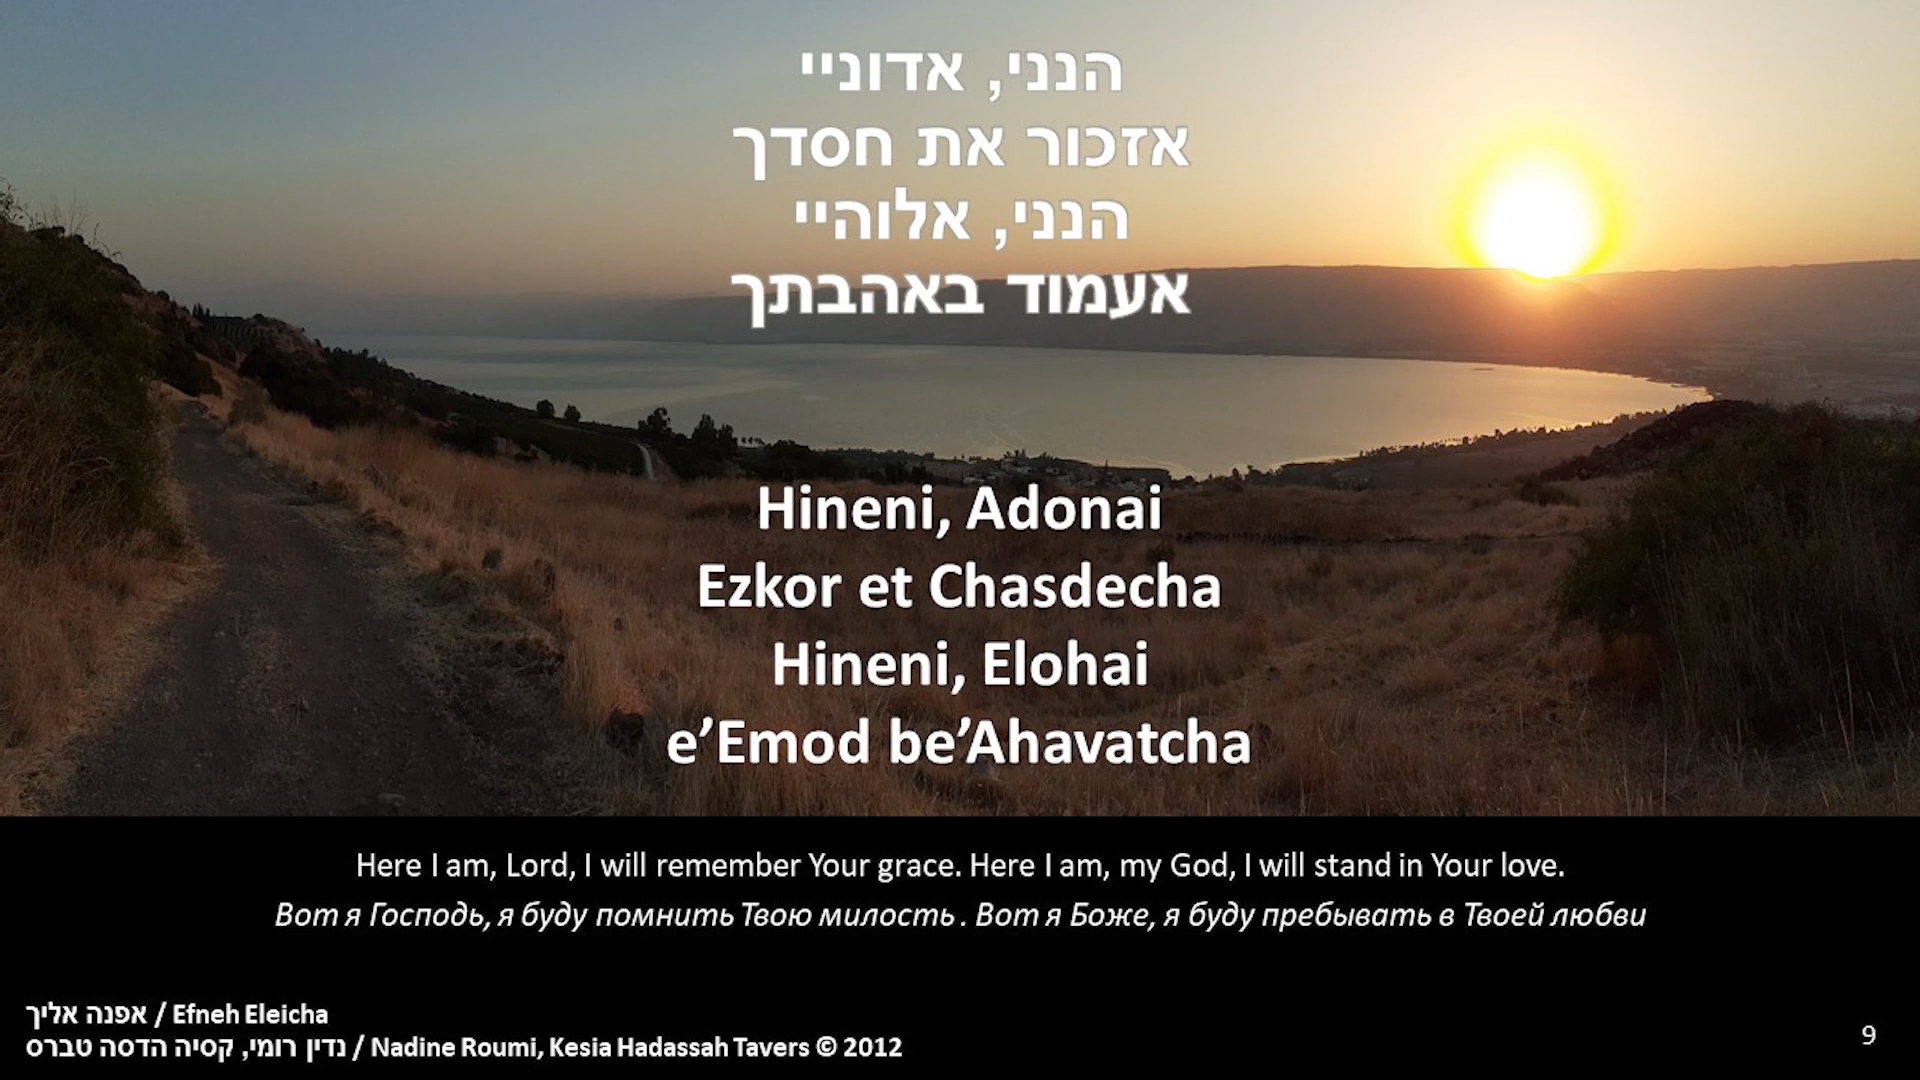 הנני, אדוניי
אזכור את חסדך
הנני, אלוהיי
אעמוד באהבתך
Hineni, Adonai
Ezkor et Chasdecha
Hineni, Elohai
e’Emod be’Ahavatcha
Here I am, Lord, I will remember Your grace. Here I am, my God, I will stand in Your love.
Вот я Господь, я буду помнить Твою милость . Вот я Боже, я буду пребывать в Твоей любви
אפנה אליך / Efneh Eleicha
נדין רומי, קסיה הדסה טברס / Nadine Roumi, Kesia Hadassah Tavers © 2012
9